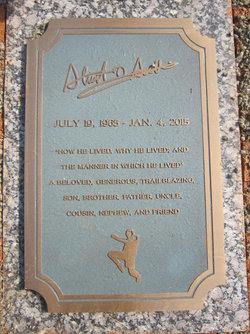 JULY 19, 1965 - JAN. 4, 2015
"HOW HE LIVED, WHY HE LIVED; AND
THE MANNER IN WHICH HE LIVED"
A BELOVED, GENEROUS, TRAILBLAZING,
SON, BROTHER, FATHER, UNCLE,
COUSIN, NEPHEW, AND FRIEND